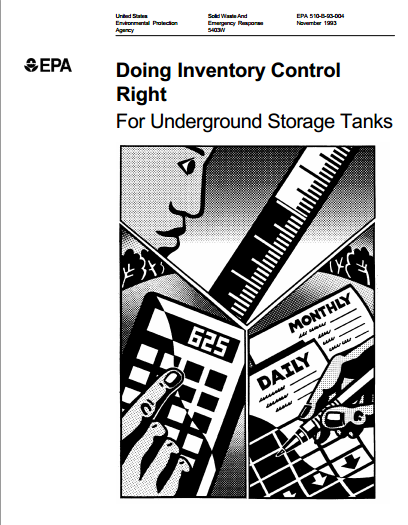 United States
Environmental Protection
Agency
Solid Waste And
Emergency Response
5403W
EPA 510-B-93-004
November 1993
EPA
Doing Inventory Control
Right
For Underground Storage Tanks
625
MONTHLY
DAILY